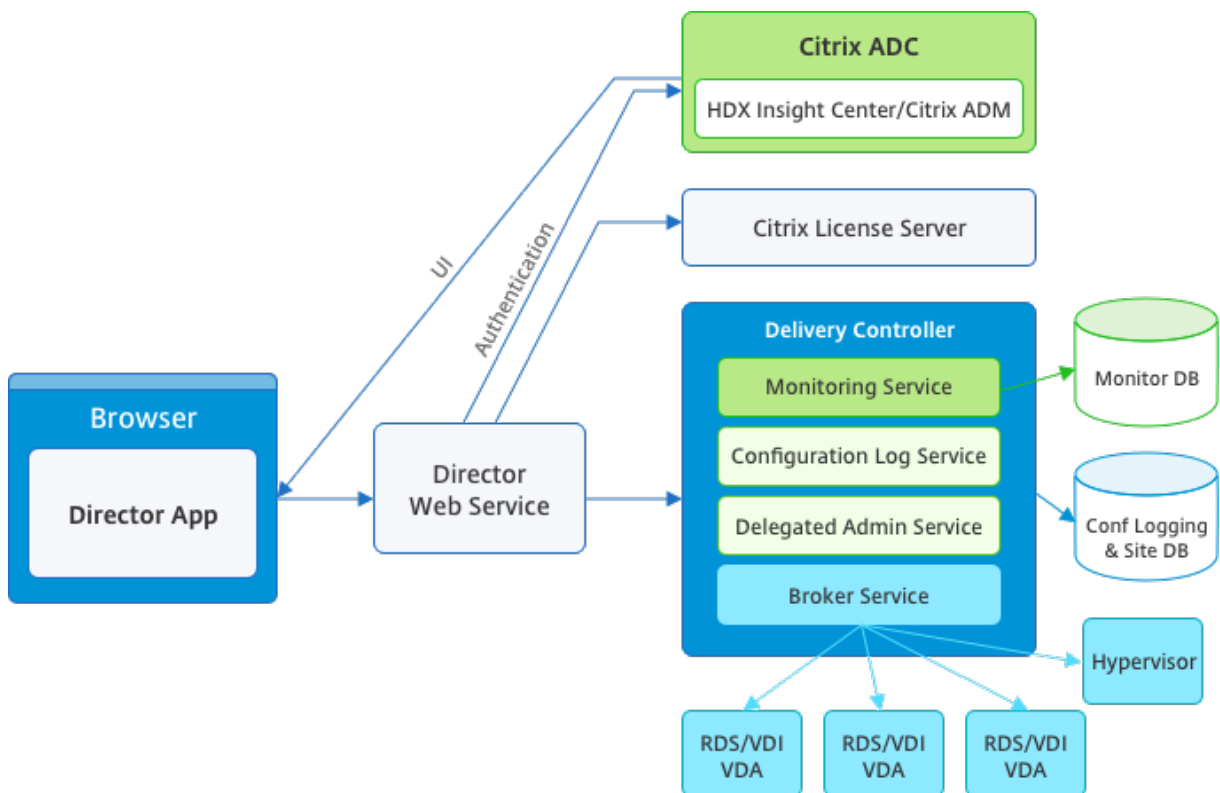 Citrix ADC
HDX Insight Center/Citrix ADM
Citrix License Server
UI
Authentication
Delivery Controller
Monitoring Service
Configuration Log Service
Delegated Admin Service
Broker Service
Monitor DB
Conf Logging
& Site DB
Browser
Director App
Director
Web Service
Hypervisor
RDS/VDI
VDA
RDS/VDI
VDA
RDS/VDI
VDA